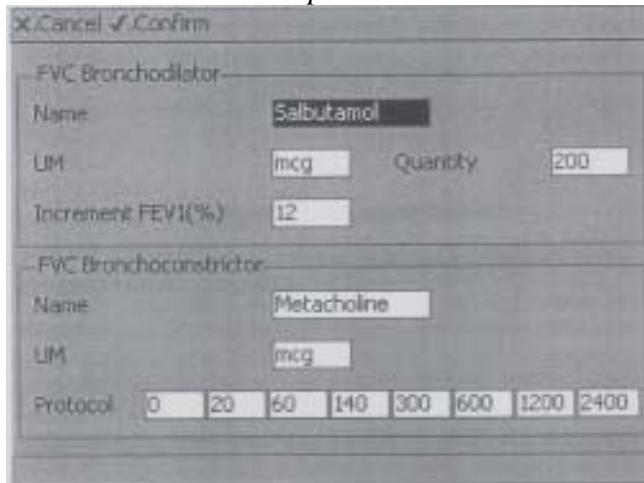 X Cancel ✓ Confirm
FVC Bronchodilator
Name Salbutamol
UM mcg Quantity 200
Increment FEV1(%) 12
FVC Bronchoconstrictor
Name Metacholine
UM mcg
Protocol 0 20 60 140 300 600 1200 2400